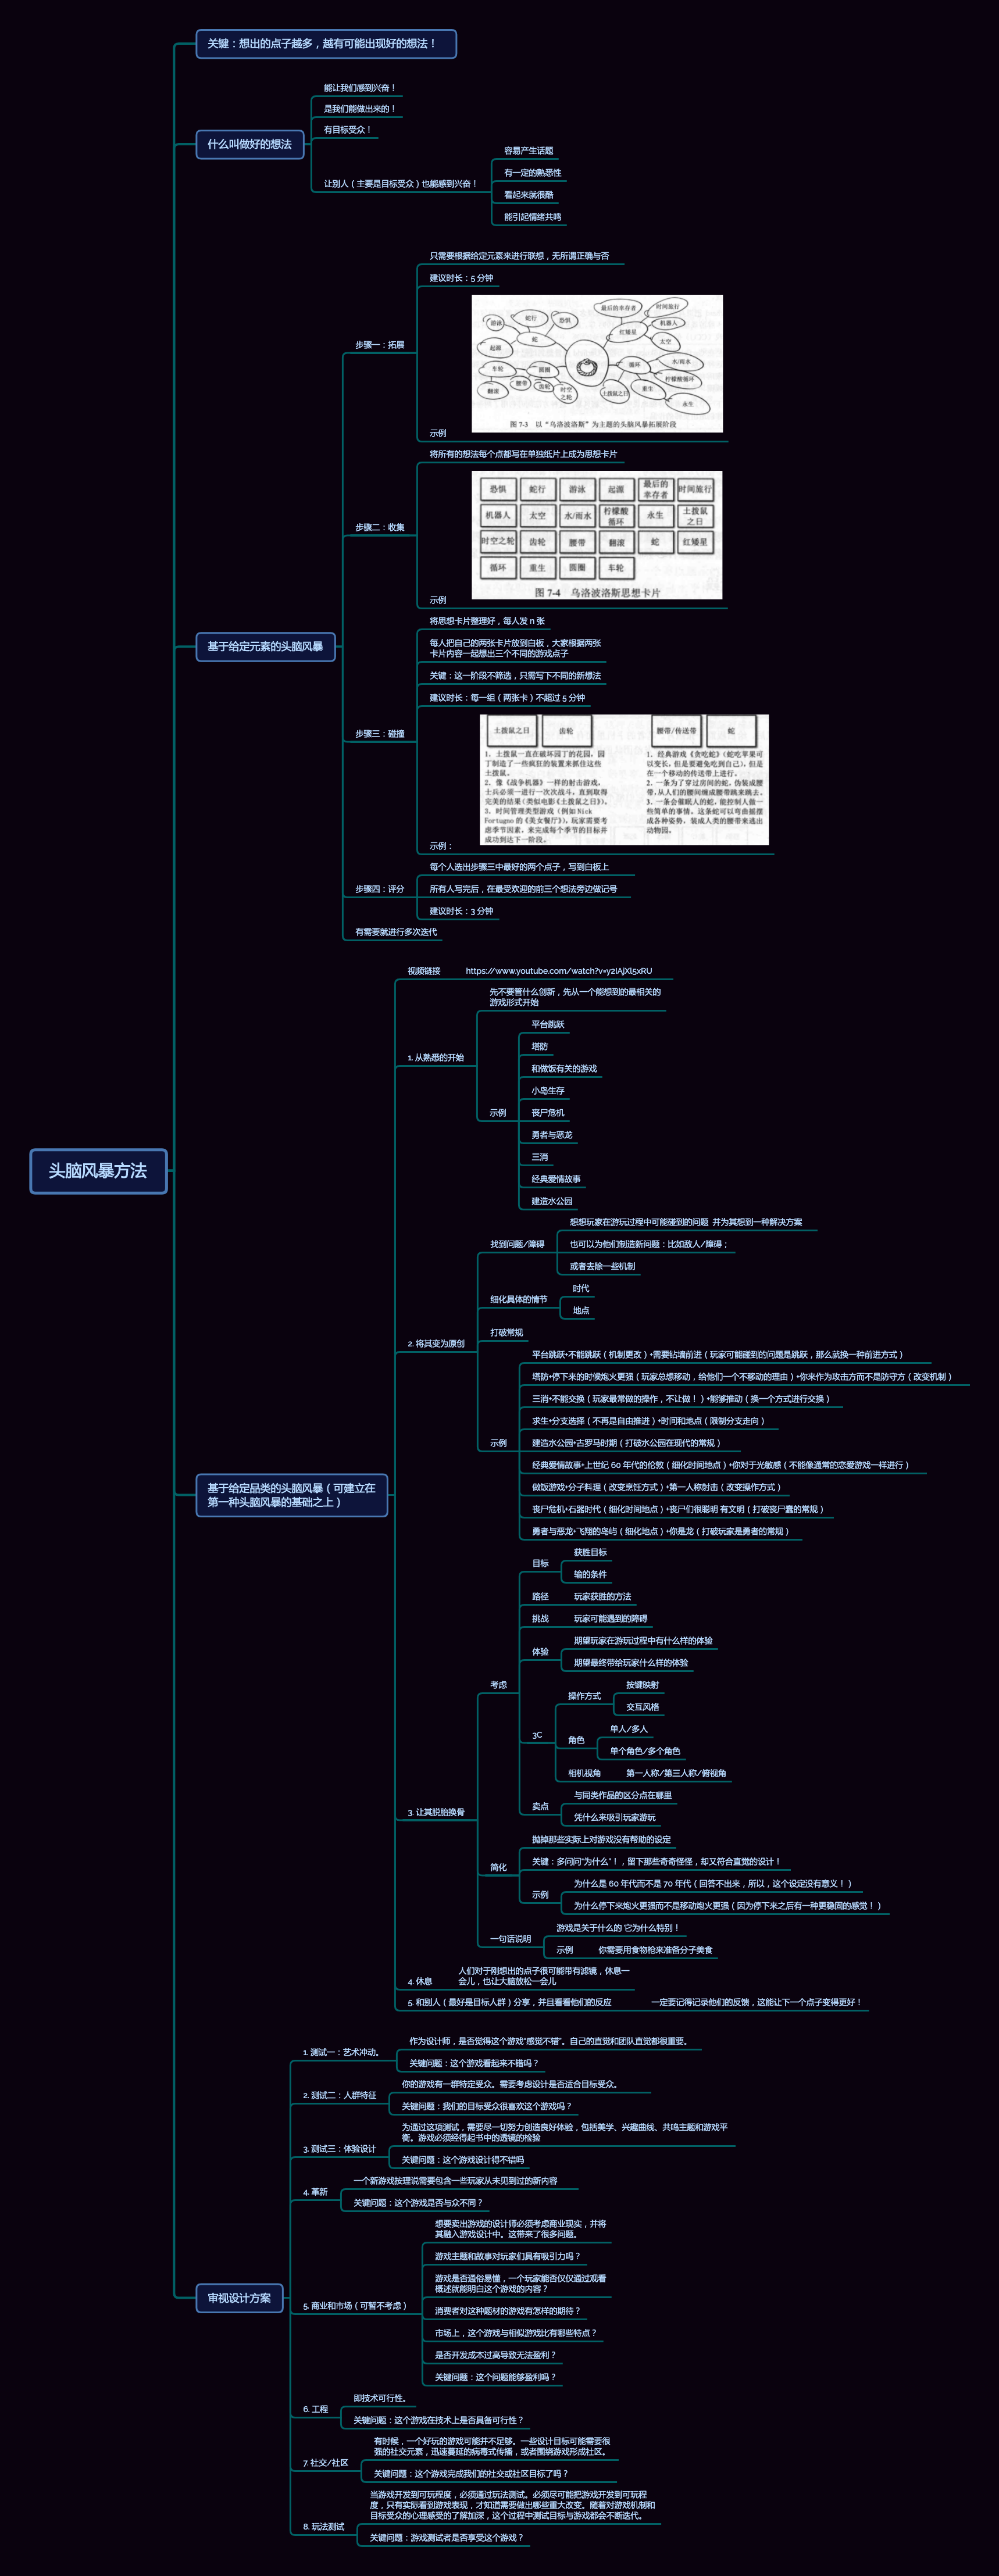 头脑风暴方法
关键：想出的点子越多，越有可能出现好的想法！
什么叫做好的想法
能让我们感到兴奋！
是我们能做出来的！
有目标受众！
让别人（主要是目标受众）也能感到兴奋！
容易产生话题
有一定的熟悉性
看起来就很酷
能引起情绪共鸣
基于给定元素的头脑风暴
步骤一：拓展
只需要根据给定元素来进行联想，无所谓正确与否
建议时长：5 分钟
示例
最后的幸存者
时间旅行
蛇行
恐惧
游泳
红矮星
机器人
蛇
太空
起源
循环
水/雨水
车轮
圆圈
柠檬酸循环
腰带
齿轮
时空
之轮
土拨鼠之日
重生
翻滚
永生
图 7-3 以“乌洛波洛斯”为主题的头脑风暴拓展阶段
步骤二：收集
将所有的想法每个点都写在单独纸片上成为思想卡片
示例
恐惧
蛇行
游泳
起源
最后的
幸存者
时间旅行
机器人
太空
水/雨水
柠檬酸
循环
永生
土拨鼠
之日
时空之轮
齿轮
腰带
翻滚
蛇
红矮星
循环
重生
圆圈
车轮
图 7-4 乌洛波洛斯思想卡片
步骤三：碰撞
将思想卡片整理好，每人发 n 张
每人把自己的两张卡片放到白板，大家根据两张
卡片内容一起想出三个不同的游戏点子
关键：这一阶段不筛选，只需写下不同的新想法
建议时长：每一组（两张卡）不超过 5 分钟
示例：
土拨鼠之日
齿轮
1. 土拨鼠一直在破坏园丁的花园，园
丁制造了一些疯狂的装置来抓住这些
土拨鼠。
2. 像《战争机器》一样的射击游戏，
士兵必须一遍进行一次次战斗，直到取得
完美的结果（类似电影《土拨鼠之日》）。
3. 时间管理类型游戏（例如 Nick
Fortugno 的《美女餐厅》），玩家需要考
虑季节因素，来完成每个季节的目标并
成功到达下一阶段。
腰带/传送带
蛇
1. 经典游戏《贪吃蛇》（蛇吃苹果可
以变长，但是要避免吃到自己），但是
在一个移动的传送带上进行。
2. 一条为了穿过房间的蛇，伪装成腰
带，从人们的腰间缠成腰带跳来跳去。
3. 一条会催眠人的蛇，能控制人做一
些简单的事情。这条蛇可以弯曲摇摆
成各种姿势，装成人类的腰带来逃出
动物园。
步骤四：评分
每个人选出步骤三中最好的两个点子，写到白板上
所有人写完后，在最受欢迎的前三个想法旁边做记号
建议时长：3 分钟
有需要就进行多次迭代
基于给定品类的头脑风暴（可建立在
第一种头脑风暴的基础之上）
视频链接
https://www.youtube.com/watch?v=y2IAjXl5xRU
1. 从熟悉的开始
先不要管什么创新，先从一个能想到的最相关的
游戏形式开始
示例
平台跳跃
塔防
和做饭有关的游戏
小岛生存
丧尸危机
勇者与恶龙
三消
经典爱情故事
建造水公园
2. 将其变为原创
找到问题/障碍
想想玩家在游玩过程中可能碰到的问题 并为其想到一种解决方案
也可以为他们制造新问题：比如敌人/障碍；
或者去除一些机制
细化具体的情节
时代
地点
打破常规
示例
平台跳跃+不能跳跃（机制更改）+需要钻墙前进（玩家可能碰到的问题是跳跃，那么就换一种前进方式）
塔防+停下来的时候炮火更强（玩家总想移动，给他们一个不移动的理由）+你来作为攻击方而不是防守方（改变机制）
三消+不能交换（玩家最常做的操作，不让做！）+能够推动（换一个方式进行交换）
求生+分支选择（不再是自由推进）+时间和地点（限制分支走向）
建造水公园+古罗马时期（打破水公园在现代的常规）
经典爱情故事+上世纪 60 年代的伦敦（细化时间地点）+你对于光敏感（不能像通常的恋爱游戏一样进行）
做饭游戏+分子料理（改变烹饪方式）+第一人称射击（改变操作方式）
丧尸危机+石器时代（细化时间地点）+丧尸们很聪明 有文明（打破丧尸蠢的常规）
勇者与恶龙+飞翔的岛屿（细化地点）+你是龙（打破玩家是勇者的常规）
3. 让其脱胎换骨
考虑
目标
获胜目标
输的条件
路径
玩家获胜的方法
挑战
玩家可能遇到的障碍
体验
期望玩家在游玩过程中有什么样的体验
期望最终带给玩家什么样的体验
3C
操作方式
按键映射
交互风格
角色
单人/多人
单个角色/多个角色
相机视角
第一人称/第三人称/俯视角
卖点
与同类作品的区分点在哪里
凭什么来吸引玩家游玩
简化
抛掉那些实际上对游戏没有帮助的设定
关键：多问问“为什么”！，留下那些奇奇怪怪，却又符合直觉的设计！
示例
为什么是 60 年代而不是 70 年代（回答不出来，所以，这个设定没有意义！）
为什么停下来炮火更强而不是移动炮火更强（因为停下来之后有一种更稳固的感觉！）
一句话说明
游戏是关于什么的 它为什么特别！
示例
你需要用食物枪来准备分子美食
4. 休息
人们对于刚想出的点子很可能带有滤镜，休息一
会儿，也让大脑放松一会儿
5. 和别人（最好是目标人群）分享，并且看看他们的反应
一定要记得记录他们的反馈，这能让下一个点子变得更好！
审视设计方案
1. 测试一：艺术冲动。
作为设计师，是否觉得这个游戏“感觉不错”。自己的直觉和团队直觉都很重要。
关键问题：这个游戏看起来不错吗？
2. 测试二：人群特征
你的游戏有一群特定受众。需要考虑设计是否适合目标受众。
关键问题：我们的目标受众很喜欢这个游戏吗？
3. 测试三：体验设计
为通过这项测试，需要尽一切努力创造良好体验，包括美学、兴趣曲线、共鸣主题和游戏平
衡。游戏必须经得起书中的透镜的检验
关键问题：这个游戏设计得不错吗
4. 革新
一个新游戏按理说需要包含一些玩家从未见到过的新内容
关键问题：这个游戏是否与众不同？
5. 商业和市场（可暂不考虑）
想要卖出游戏的设计师必须考虑商业现实，并将
其融入游戏设计中。这带来了很多问题。
游戏主题和故事对玩家们具有吸引力吗？
游戏是否通俗易懂，一个玩家能否仅仅通过观看
概述就能明白这个游戏的内容？
消费者对这种题材的游戏有怎样的期待？
市场上，这个游戏与相似游戏比有哪些特点？
是否开发成本过高导致无法盈利？
关键问题：这个问题能够盈利吗？
6. 工程
即技术可行性。
关键问题：这个游戏在技术上是否具备可行性？
7. 社交/社区
有时候，一个好玩的游戏可能并不足够。一些设计目标可能需要很
强的社交元素，迅速蔓延的病毒式传播，或者围绕游戏形成社区。
关键问题：这个游戏完成我们的社交或社区目标了吗？
8. 玩法测试
当游戏开发到可玩程度，必须通过玩法测试。必须尽可能把游戏开发到可玩程
度，只有实际看到游戏表现，才知道需要做出哪些重大改变。随着对游戏机制和
目标受众的心理感受的了解加深，这个过程中测试目标与游戏都会不断迭代。
关键问题：游戏测试者是否享受这个游戏？